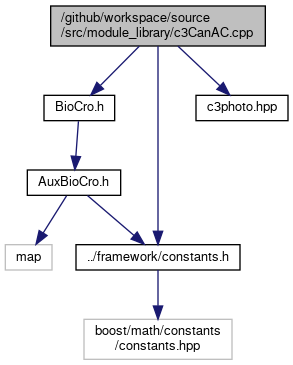 /github/workspace/source
/src/module_library/c3CanAC.cpp
BioCro.h
c3photo.hpp
AuxBioCro.h
map
../framework/constants.h
boost/math/constants
/constants.hpp